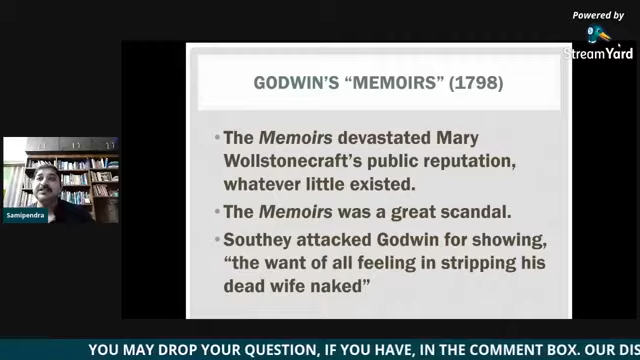 Powered by
StreamYard
GODWIN'S “MEMOIRS” (1798)
• The Memoirs devastated Mary
Wollstonecraft's public reputation,
whatever little existed.
• The Memoirs was a great scandal.
• Southey attacked Godwin for showing,
“the want of all feeling in stripping his
dead wife naked”
Samipendra
YOU MAY DROP YOUR QUESTION, IF YOU HAVE, IN THE COMMENT BOX. OUR DIS